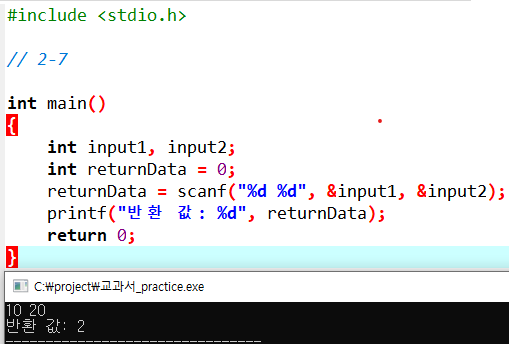 #include <stdio.h>
// 2-7
int main()
{
int input1, input2;
int returnData = 0;
returnData = scanf("%d %d", &input1, &input2);
printf("반환 값: %d", returnData);
return 0;
}
C:\project\교과서_practice.exe
10 20
반환 값: 2
--------------------------------